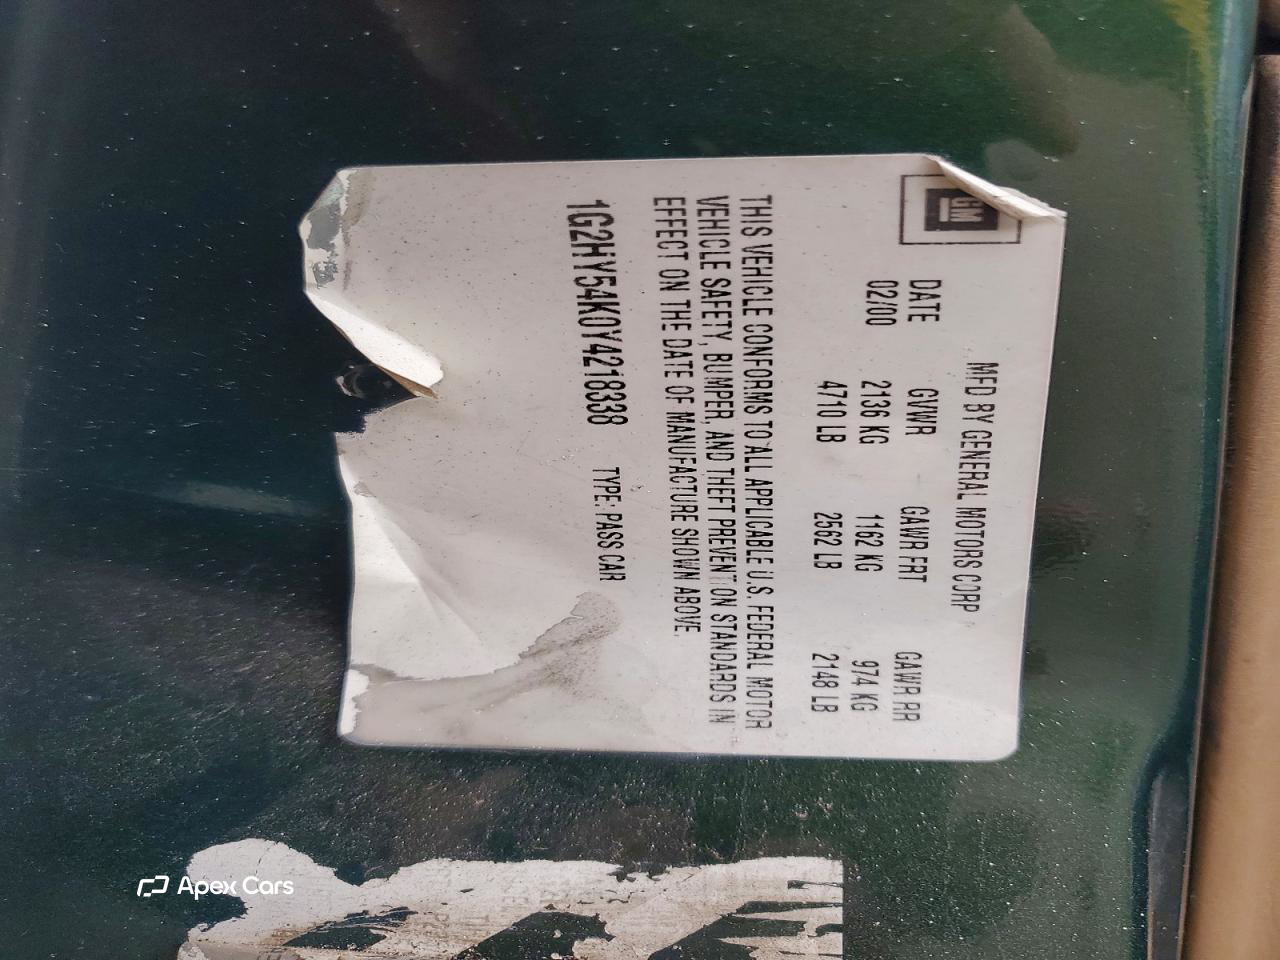 GM
MFD BY GENERAL MOTORS CORP
DATE GVWR GAWR FRT GAWR RR
02/00 2136 KG 1162 KG 974 KG
4710 LB 2562 LB 2148 LB
THIS VEHICLE CONFORMS TO ALL APPLICABLE U.S. FEDERAL MOTOR
VEHICLE SAFETY, BUMPER, AND THEFT PREVENTION STANDARDS IN
EFFECT ON THE DATE OF MANUFACTURE SHOWN ABOVE.
1G2HY54K0Y4218338 TYPE: PASS CAR
Apex Cars